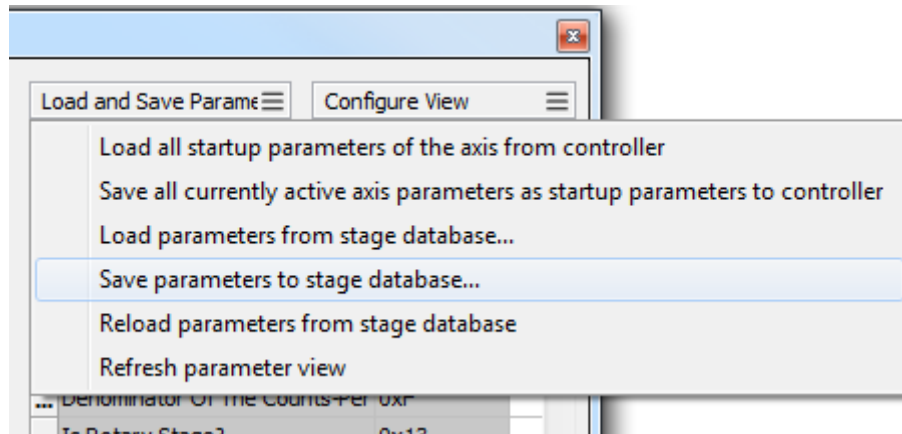 Load and Save Parame
Configure View
Load all startup parameters of the axis from controller
Save all currently active axis parameters as startup parameters to controller
Load parameters from stage database...
Save parameters to stage database...
Reload parameters from stage database
Refresh parameter view
... Denominator Of The Counts-Per 0xF
Is Rotary Stage? 0x13